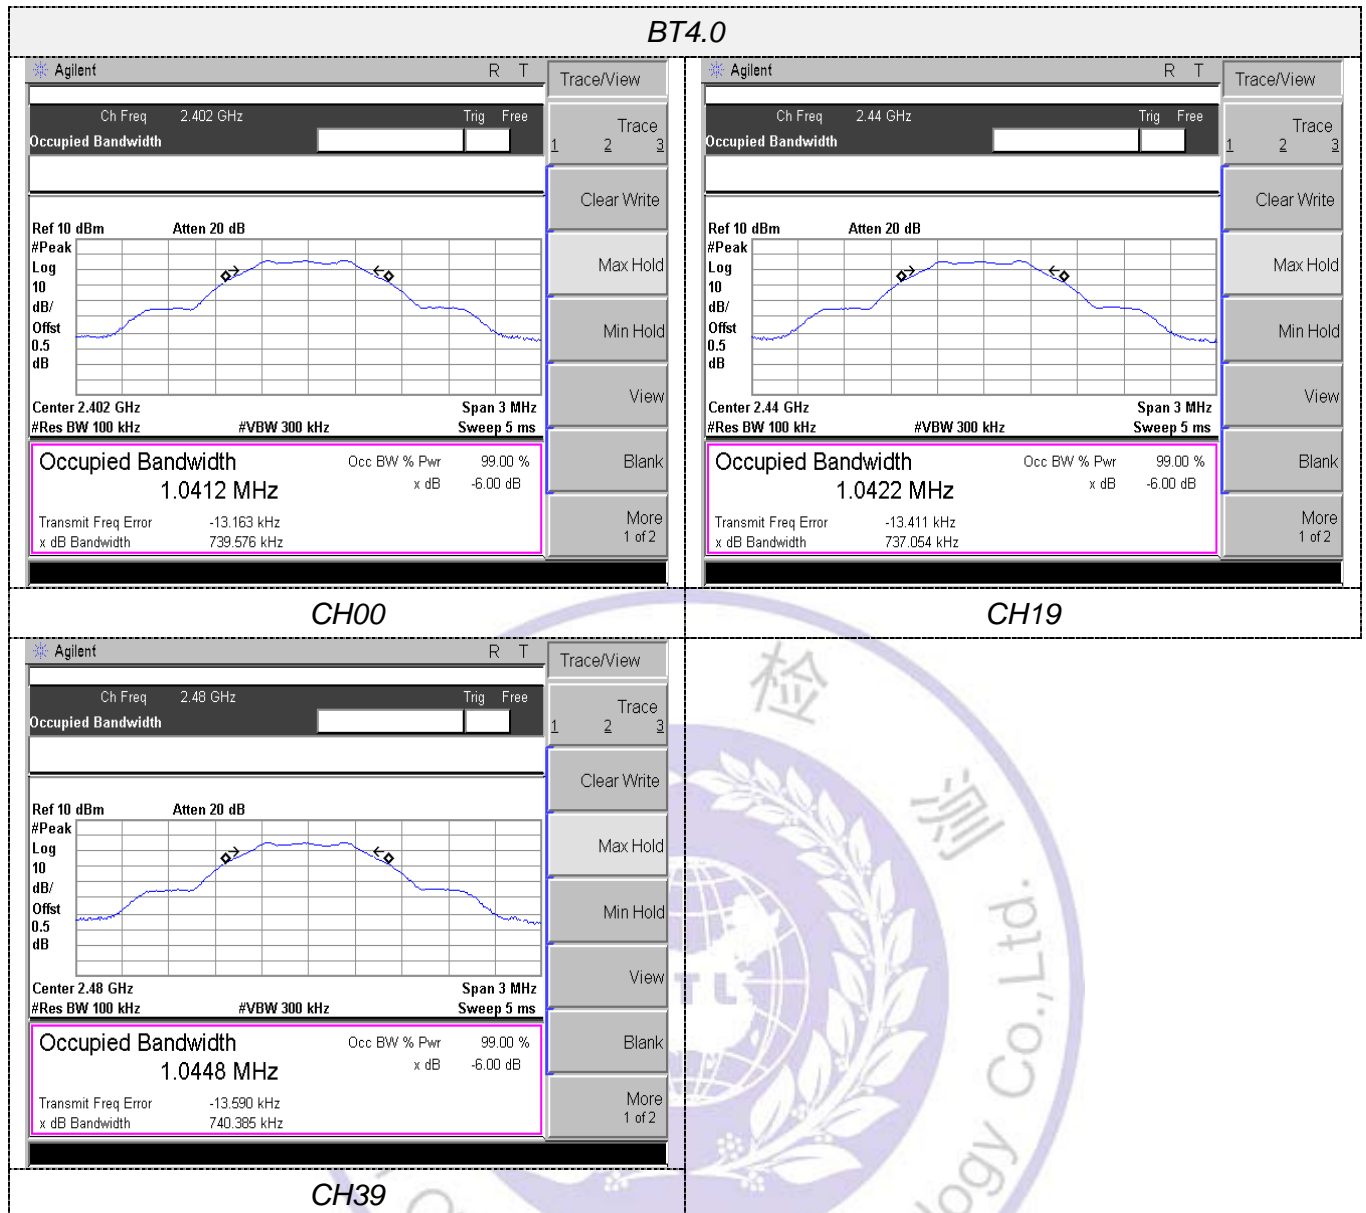 BT4.0
Agilent R T Trace/View
Ch Freq 2.402 GHz Trig Free
Occupied Bandwidth
Trace
1 2 3
Clear Write
Max Hold
Min Hold
View
Blank
More
1 of 2
Ref 10 dBm Atten 20 dB
#Peak
Log
10
dB/
Offst
0.5
dB
Center 2.402 GHz Span 3 MHz
#Res BW 100 kHz #VBW 300 kHz Sweep 5 ms
Occupied Bandwidth Occ BW % Pwr 99.00 %
1.0412 MHz x dB -6.00 dB
Transmit Freq Error -13.163 kHz
x dB Bandwidth 739.576 kHz
Agilent R T Trace/View
Ch Freq 2.44 GHz Trig Free
Occupied Bandwidth
Trace
1 2 3
Clear Write
Max Hold
Min Hold
View
Blank
More
1 of 2
Ref 10 dBm Atten 20 dB
#Peak
Log
10
dB/
Offst
0.5
dB
Center 2.44 GHz Span 3 MHz
#Res BW 100 kHz #VBW 300 kHz Sweep 5 ms
Occupied Bandwidth Occ BW % Pwr 99.00 %
1.0422 MHz x dB -6.00 dB
Transmit Freq Error -13.411 kHz
x dB Bandwidth 737.054 kHz
CH00 CH19
Agilent R T Trace/View
Ch Freq 2.48 GHz Trig Free
Occupied Bandwidth
Trace
1 2 3
Clear Write
Max Hold
Min Hold
View
Blank
More
1 of 2
Ref 10 dBm Atten 20 dB
#Peak
Log
10
dB/
Offst
0.5
dB
Center 2.48 GHz Span 3 MHz
#Res BW 100 kHz #VBW 300 kHz Sweep 5 ms
Occupied Bandwidth Occ BW % Pwr 99.00 %
1.0448 MHz x dB -6.00 dB
Transmit Freq Error -13.590 kHz
x dB Bandwidth 740.385 kHz
CH39
检 测
Co., Ltd.